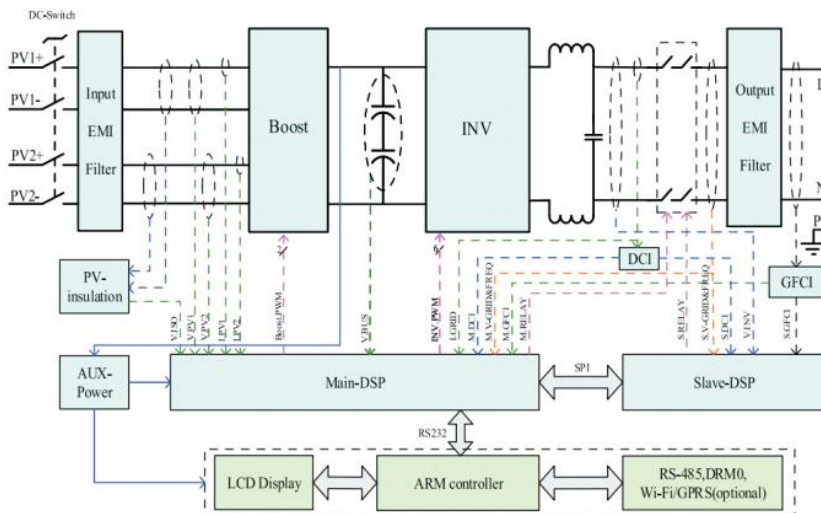 DC-Switch
PV1+
PV1-
PV2+
PV2-
Input
EMI
Filter
Boost
INV
Output
EMI
Filter
L
N
P
DCI
GFCI
PV-
insulation
V.ISO
V.PV1
V.PV2
I.PV1
I.PV2
2
Boost.PWM
V.BUS
6
INV.PWM
I.GRID
M.DCI
M.V-GRID&FREQ
M.GFCI
M.RELAY
S.RELAY
S.V-GRID&FREQ
S.DCI
V.INV
S.GFCI
AUX-
Power
Main-DSP
SPI
Slave-DSP
RS232
LCD Display
ARM controller
RS-485,DRM0,
Wi-Fi/GPRS(optional)